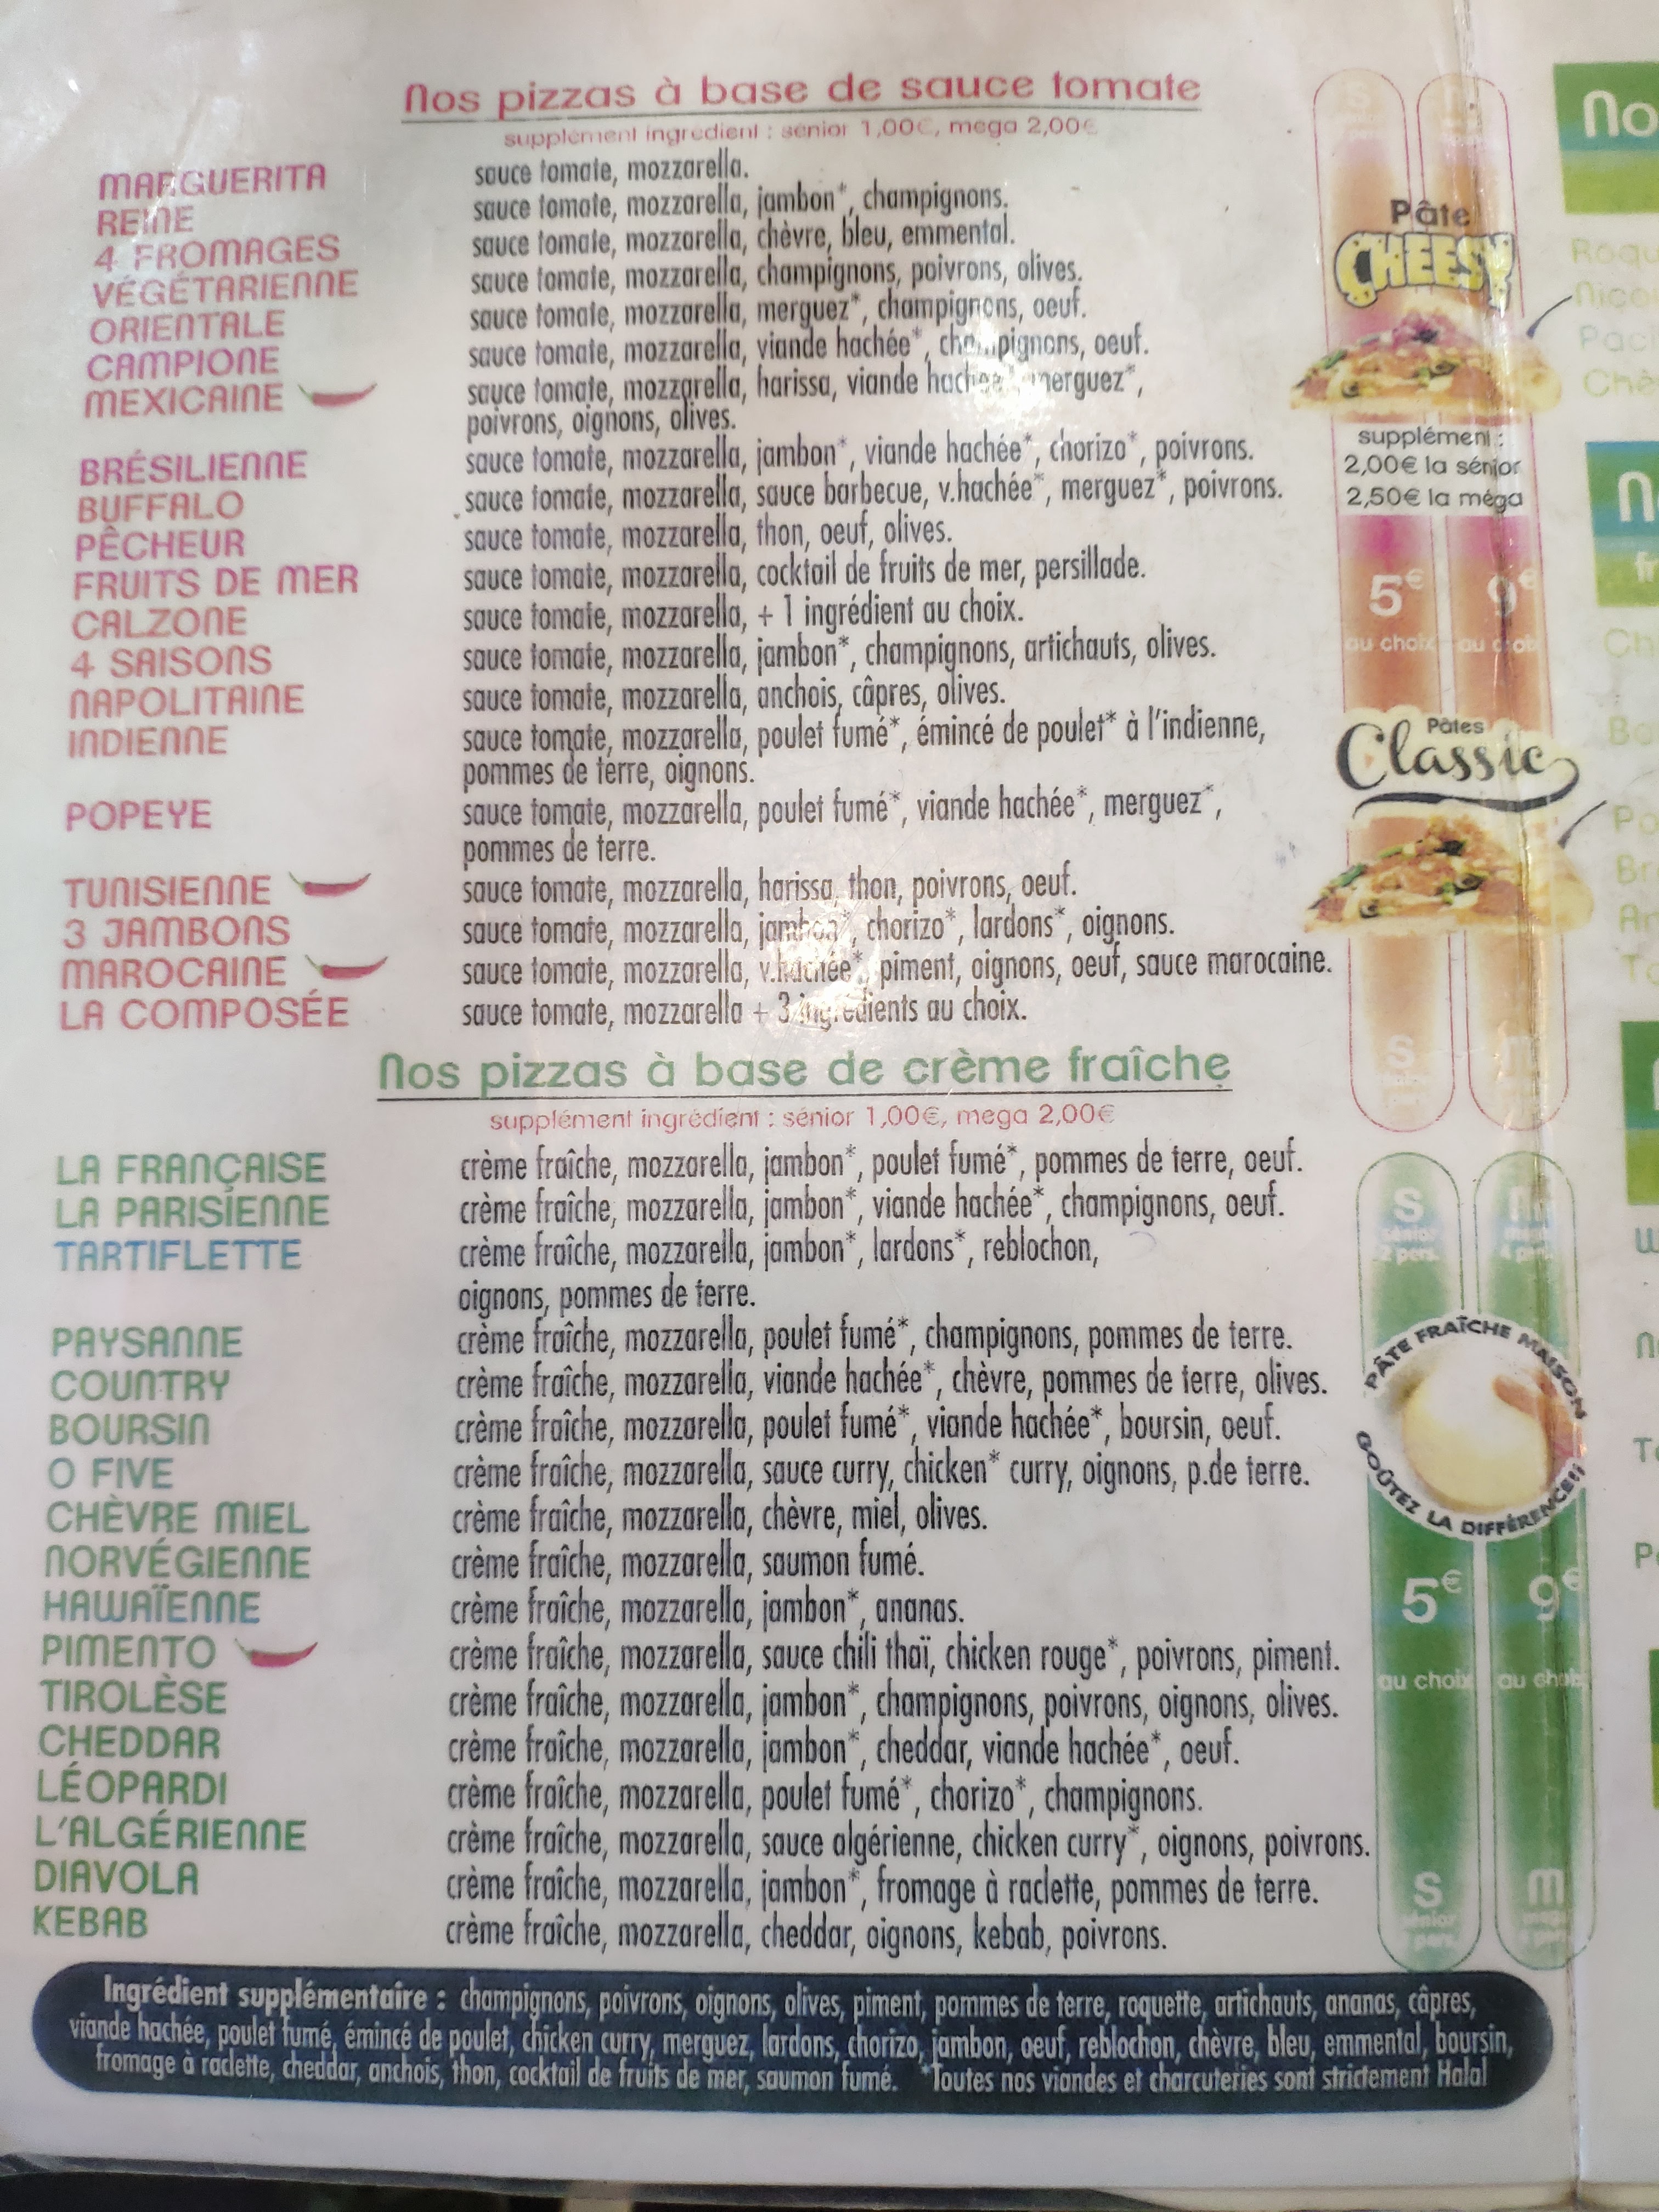 Nos pizzas à base de sauce tomate
supplément ingrédient : sénior 1,00€, mega 2,00€
MARGUERITA sauce tomate, mozzarella.
REINE sauce tomate, mozzarella, jambon*, champignons.
4 FROMAGES sauce tomate, mozzarella, chèvre, bleu, emmental.
VÉGÉTARIENNE sauce tomate, mozzarella, champignons, poivrons, olives.
ORIENTALE sauce tomate, mozzarella, merguez*, champignons, oeuf.
CAMPIONE sauce tomate, mozzarella, viande hachée*, champignons, oeuf.
MEXICAINE sauce tomate, mozzarella, harissa, viande hachée*, merguez*,
poivrons, oignons, olives.
BRÉSILIENNE sauce tomate, mozzarella, jambon*, viande hachée*, chorizo*, poivrons.
BUFFALO sauce tomate, mozzarella, sauce barbecue, v.hachée*, merguez*, poivrons.
PÊCHEUR sauce tomate, mozzarella, thon, oeuf, olives.
FRUITS DE MER sauce tomate, mozzarella, cocktail de fruits de mer, persillade.
CALZONE sauce tomate, mozzarella, + 1 ingrédient au choix.
4 SAISONS sauce tomate, mozzarella, jambon*, champignons, artichauts, olives.
NAPOLITAINE sauce tomate, mozzarella, anchois, câpres, olives.
INDIENNE sauce tomate, mozzarella, poulet fumé*, émincé de poulet* à l'indienne,
pommes de terre, oignons.
POPEYE sauce tomate, mozzarella, poulet fumé*, viande hachée*, merguez*,
pommes de terre.
TUNISIENNE sauce tomate, mozzarella, harissa, thon, poivrons, oeuf.
3 JAMBONS sauce tomate, mozzarella, jambon*, chorizo*, lardons*, oignons.
MAROCAINE sauce tomate, mozzarella, v.hachée*, piment, oignons, oeuf, sauce marocaine.
LA COMPOSÉE sauce tomate, mozzarella + 3 ingrédients au choix.
Pâte
CHEESY
supplément :
2,00€ la sénior
2,50€ la méga
5€ 9€
au choix au choix
Pâtes
Classic
S m
Nos pizzas à base de crème fraîche
supplément ingrédient : sénior 1,00€, mega 2,00€
LA FRANÇAISE crème fraîche, mozzarella, jambon*, poulet fumé*, pommes de terre, oeuf.
LA PARISIENNE crème fraîche, mozzarella, jambon*, viande hachée*, champignons, oeuf.
TARTIFLETTE crème fraîche, mozzarella, jambon*, lardons*, reblochon,
oignons, pommes de terre.
PAYSANNE crème fraîche, mozzarella, poulet fumé*, champignons, pommes de terre.
COUNTRY crème fraîche, mozzarella, viande hachée*, chèvre, pommes de terre, olives.
BOURSIN crème fraîche, mozzarella, poulet fumé*, viande hachée*, boursin, oeuf.
O FIVE crème fraîche, mozzarella, sauce curry, chicken* curry, oignons, p.de terre.
CHÈVRE MIEL crème fraîche, mozzarella, chèvre, miel, olives.
NORVÉGIENNE crème fraîche, mozzarella, saumon fumé.
HAWAÏENNE crème fraîche, mozzarella, jambon*, ananas.
PIMENTO crème fraîche, mozzarella, sauce chili thaï, chicken rouge*, poivrons, piment.
TIROLÈSE crème fraîche, mozzarella, jambon*, champignons, poivrons, oignons, olives.
CHEDDAR crème fraîche, mozzarella, jambon*, cheddar, viande hachée*, oeuf.
LÉOPARDI crème fraîche, mozzarella, poulet fumé*, chorizo*, champignons.
L'ALGÉRIENNE crème fraîche, mozzarella, sauce algérienne, chicken curry*, oignons, poivrons.
DIAVOLA crème fraîche, mozzarella, jambon*, fromage à raclette, pommes de terre.
KEBAB crème fraîche, mozzarella, cheddar, oignons, kebab, poivrons.
S m
sénior
2 pers. 4 pers.
PÂTE FRAÎCHE MAISON
GOÛTEZ LA DIFFÉRENCE!!
5€ 9€
au choix au choix
S m
sénior
Ingrédient supplémentaire : champignons, poivrons, oignons, olives, piment, pommes de terre, roquette, artichauts, ananas, câpres,
viande hachée, poulet fumé, émincé de poulet, chicken curry, merguez, lardons, chorizo, jambon, oeuf, reblochon, chèvre, bleu, emmental, boursin,
fromage à raclette, cheddar, anchois, thon, cocktail de fruits de mer, saumon fumé. *Toutes nos viandes et charcuteries sont strictement Halal